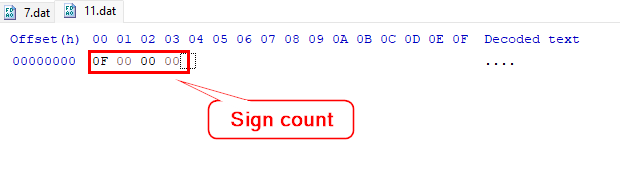 7.dat 11.dat
Offset(h) 00 01 02 03 04 05 06 07 08 09 0A 0B 0C 0D 0E 0F Decoded text
00000000 0F 00 00 00 ....
Sign count